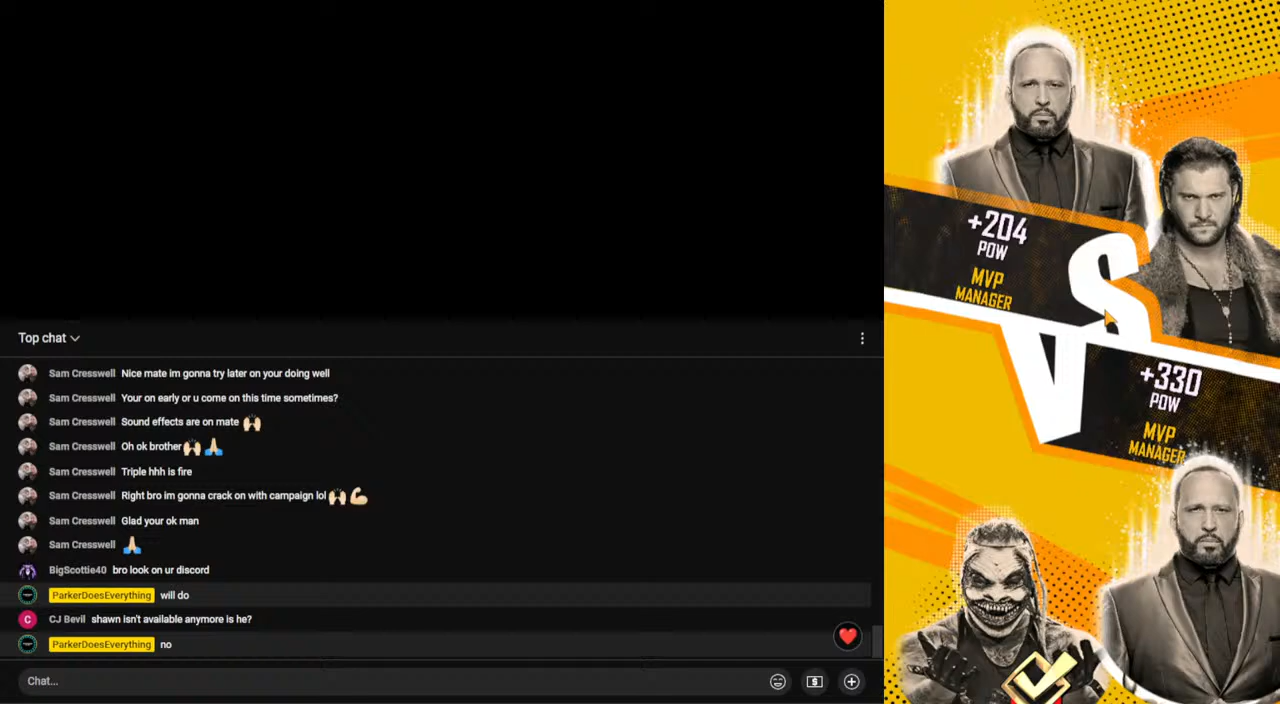 Top chat
Sam Cresswell Nice mate im gonna try later on your doing well
Sam Cresswell Your on early or u come on this time sometimes?
Sam Cresswell Sound effects are on mate 🙌🏻
Sam Cresswell Oh ok brother 🙌🏻 🙏🏻
Sam Cresswell Triple hhh is fire
Sam Cresswell Right bro im gonna crack on with campaign lol 🙌🏻 💪🏻
Sam Cresswell Glad your ok man
Sam Cresswell 🙏🏻
BigScottie40 bro look on ur discord
ParkerDoesEverything will do
C CJ Bevil shawn isn't available anymore is he?
ParkerDoesEverything no
Chat...
+204
POW
MVP
MANAGER
VS
+330
POW
MVP
MANAGER